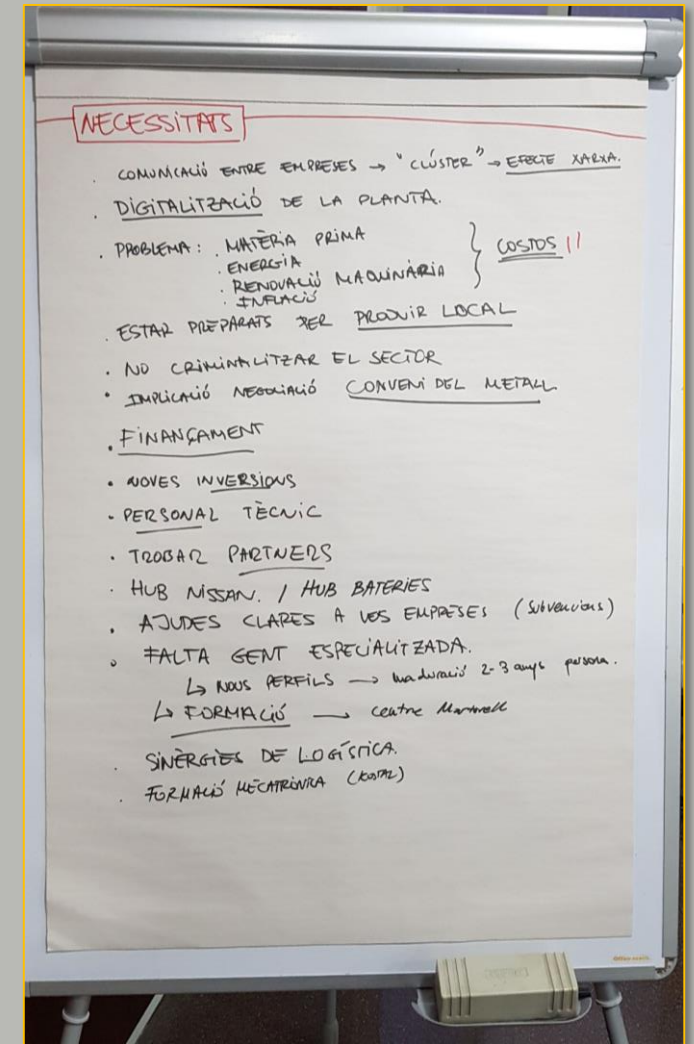 NECESSITATS
. COMUNICACIÓ ENTRE EMPRESES → "CLÚSTER" → EFECTE XARXA.
. DIGITALITZACIÓ DE LA PLANTA.
. PROBLEMA: . MATÈRIA PRIMA
. ENERGIA
. RENOVACIÓ MAQUINÀRIA
. INFLACIÓ
} COSTOS !!
. ESTAR PREPARATS PER PRODUIR LOCAL
. NO CRIMINALITZAR EL SECTOR
. IMPLICACIÓ NEGOCIACIÓ CONVENI DEL METALL.
. FINANÇAMENT
. NOVES INVERSIONS
- PERSONAL TÈCNIC
. TROBAR PARTNERS
. HUB NISSAN. / HUB BATERIES
. AJUDES CLARES A LES EMPRESES (Subvencions)
. FALTA GENT ESPECIALITZADA.
↳ NOUS PERFILS → maduració 2-3 anys persona.
↳ FORMACIÓ → centre Martorell
. SINÈRGIES DE LOGÍSTICA.
. FORMACIÓ MECATRÒNICA (KOSTAL)